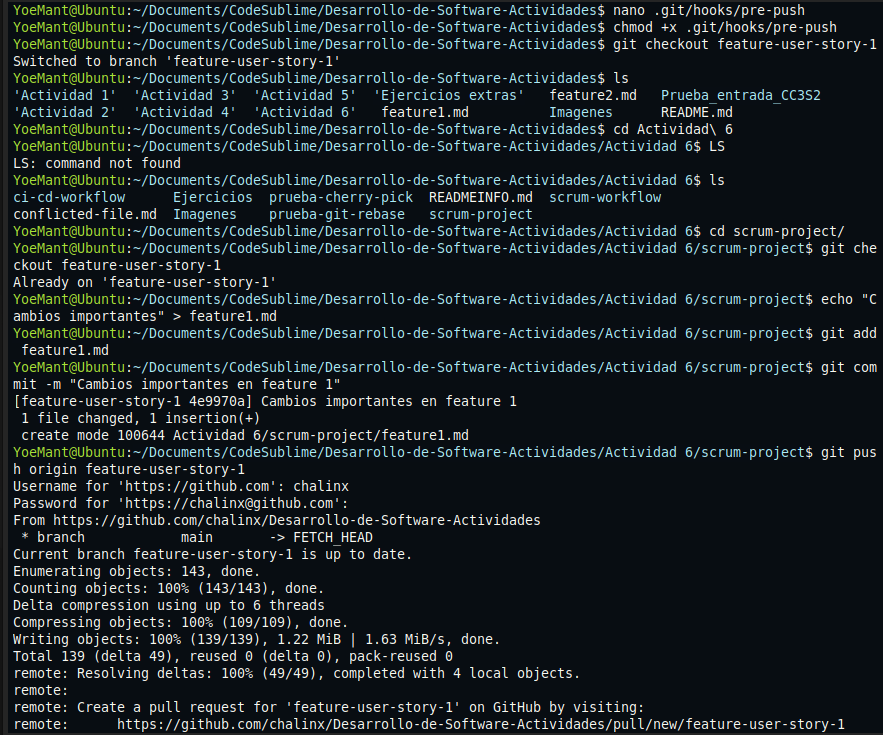 YoeMant@Ubuntu:~/Documents/CodeSublime/Desarrollo-de-Software-Actividades$ nano .git/hooks/pre-push
YoeMant@Ubuntu:~/Documents/CodeSublime/Desarrollo-de-Software-Actividades$ chmod +x .git/hooks/pre-push
YoeMant@Ubuntu:~/Documents/CodeSublime/Desarrollo-de-Software-Actividades$ git checkout feature-user-story-1
Switched to branch 'feature-user-story-1'
YoeMant@Ubuntu:~/Documents/CodeSublime/Desarrollo-de-Software-Actividades$ ls
'Actividad 1'  'Actividad 3'  'Actividad 5'  'Ejercicios extras'   feature2.md   Prueba_entrada_CC3S2
'Actividad 2'  'Actividad 4'  'Actividad 6'   feature1.md          Imagenes      README.md
YoeMant@Ubuntu:~/Documents/CodeSublime/Desarrollo-de-Software-Actividades$ cd Actividad\ 6
YoeMant@Ubuntu:~/Documents/CodeSublime/Desarrollo-de-Software-Actividades/Actividad 6$ LS
LS: command not found
YoeMant@Ubuntu:~/Documents/CodeSublime/Desarrollo-de-Software-Actividades/Actividad 6$ ls
ci-cd-workflow      Ejercicios  prueba-cherry-pick  READMEINFO.md  scrum-workflow
conflicted-file.md  Imagenes    prueba-git-rebase   scrum-project
YoeMant@Ubuntu:~/Documents/CodeSublime/Desarrollo-de-Software-Actividades/Actividad 6$ cd scrum-project/
YoeMant@Ubuntu:~/Documents/CodeSublime/Desarrollo-de-Software-Actividades/Actividad 6/scrum-project$ git che
ckout feature-user-story-1
Already on 'feature-user-story-1'
YoeMant@Ubuntu:~/Documents/CodeSublime/Desarrollo-de-Software-Actividades/Actividad 6/scrum-project$ echo "C
ambios importantes" > feature1.md
YoeMant@Ubuntu:~/Documents/CodeSublime/Desarrollo-de-Software-Actividades/Actividad 6/scrum-project$ git add
 feature1.md
YoeMant@Ubuntu:~/Documents/CodeSublime/Desarrollo-de-Software-Actividades/Actividad 6/scrum-project$ git com
mit -m "Cambios importantes en feature 1"
[feature-user-story-1 4e9970a] Cambios importantes en feature 1
 1 file changed, 1 insertion(+)
 create mode 100644 Actividad 6/scrum-project/feature1.md
YoeMant@Ubuntu:~/Documents/CodeSublime/Desarrollo-de-Software-Actividades/Actividad 6/scrum-project$ git pus
h origin feature-user-story-1
Username for 'https://github.com': chalinx
Password for 'https://chalinx@github.com':
From https://github.com/chalinx/Desarrollo-de-Software-Actividades
 * branch            main       -> FETCH_HEAD
Current branch feature-user-story-1 is up to date.
Enumerating objects: 143, done.
Counting objects: 100% (143/143), done.
Delta compression using up to 6 threads
Compressing objects: 100% (109/109), done.
Writing objects: 100% (139/139), 1.22 MiB | 1.63 MiB/s, done.
Total 139 (delta 49), reused 0 (delta 0), pack-reused 0
remote: Resolving deltas: 100% (49/49), completed with 4 local objects.
remote:
remote: Create a pull request for 'feature-user-story-1' on GitHub by visiting:
remote:      https://github.com/chalinx/Desarrollo-de-Software-Actividades/pull/new/feature-user-story-1